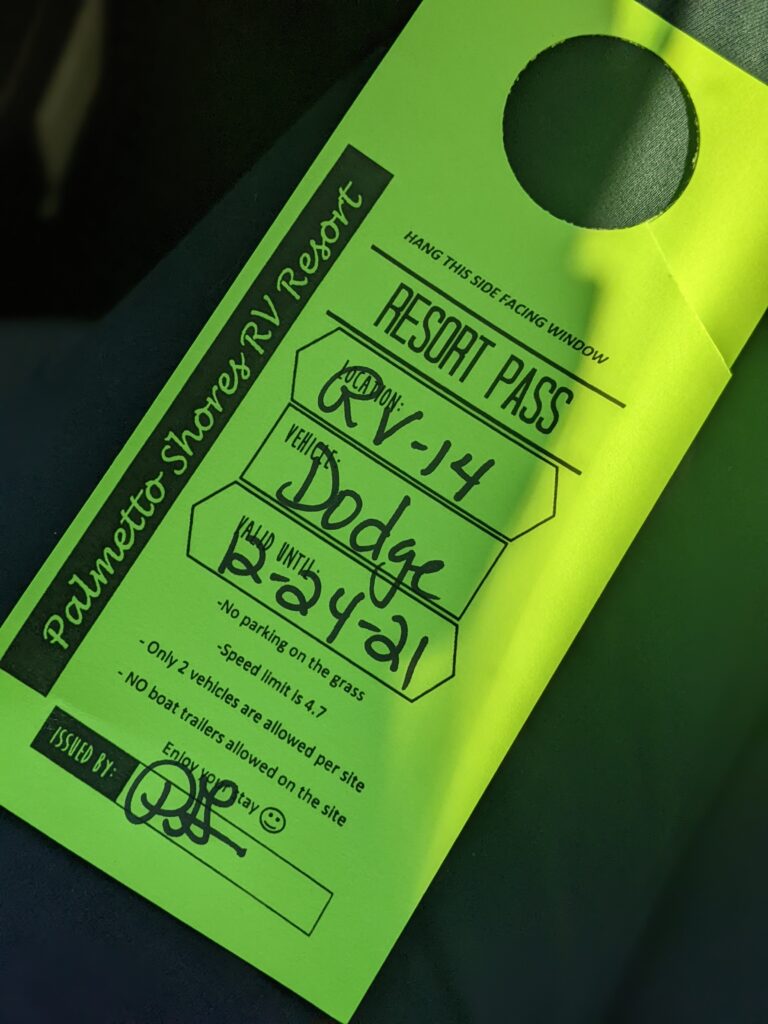 Palmetto Shores RV Resort
HANG THIS SIDE FACING WINDOW
RESORT PASS
LOCATION:
RV-14
VEHICLE:
Dodge
VALID UNTIL:
12-24-21
-No parking on the grass
-Speed limit is 4.7
- Only 2 vehicles are allowed per site
- NO boat trailers allowed on the site
Enjoy your stay ☺
ISSUED BY: